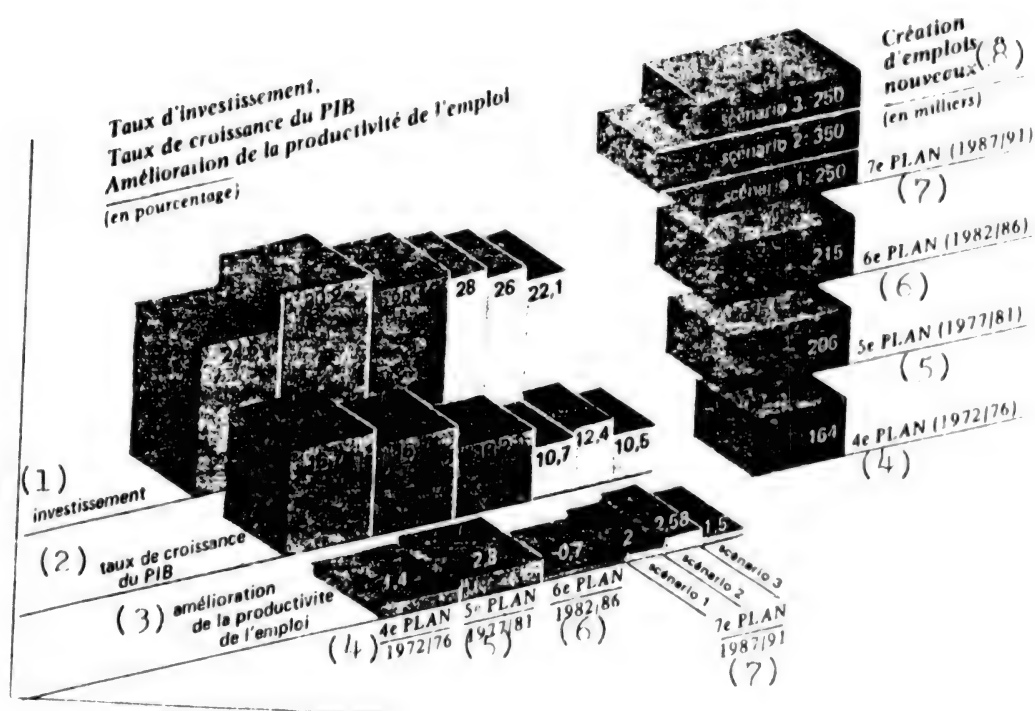 Taux d'investissement,
Taux de croissance du PIB
Amélioration de la productivité de l'emploi
(en pourcentage)
Création
d'emplois
nouveaux (8)
(en milliers)
scénario 3: 250
scénario 2: 350
scénario 1: 250
7e PLAN (1987/91)
(7)
215
6e PLAN (1982/86)
(6)
206
5e PLAN (1977/81)
(5)
164
4e PLAN (1972/76)
(4)
28
26
22,1
10,7
12,4
10,5
(1)
investissement
(2) taux de croissance
du PIB
(3) amélioration
de la productivite
de l'emploi
2,8
0,7
2
2,58
1,5
(4) 4e PLAN
1972/76
5e PLAN
1977/81
(5)
6e PLAN
1982/86
(6)
scénario 1
scénario 2
scénario 3
7e PLAN
1987/91
(7)